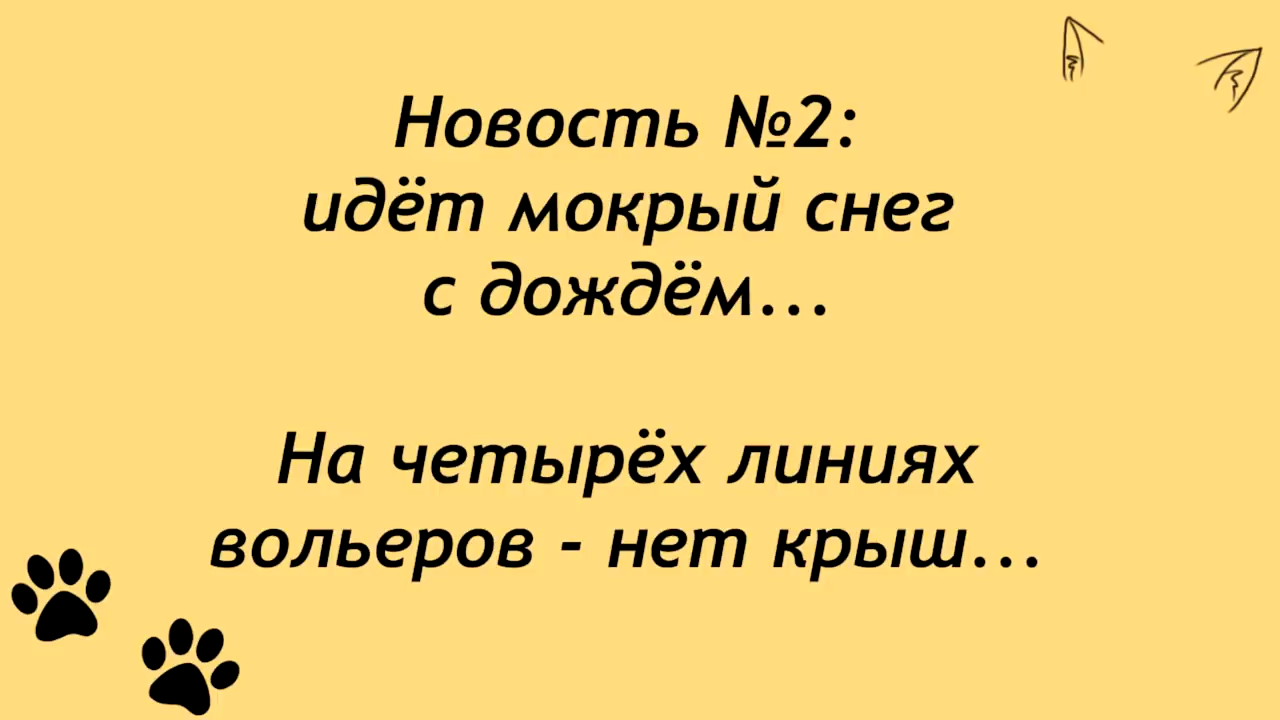 Новость №2:
идёт мокрый снег
с дождём...
На четырёх линиях
вольеров - нет крыш...